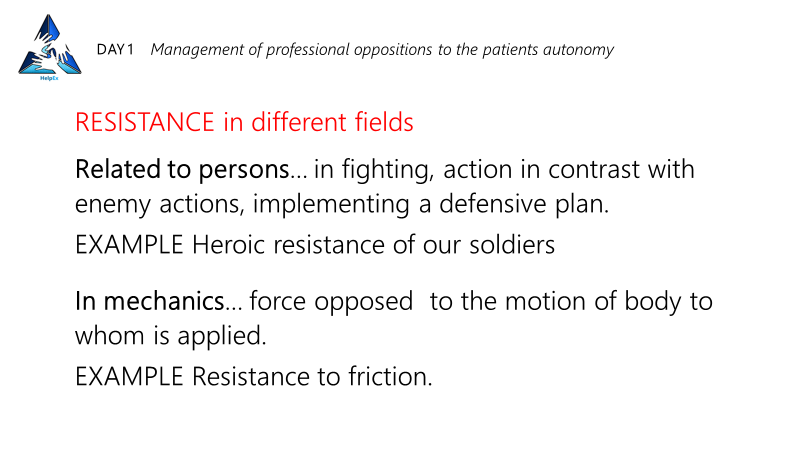 HelpEx
DAY1 Management of professional oppositions to the patients autonomy
RESISTANCE in different fields
Related to persons... in fighting, action in contrast with
enemy actions, implementing a defensive plan.
EXAMPLE Heroic resistance of our soldiers
In mechanics... force opposed  to the motion of body to
whom is applied.
EXAMPLE Resistance to friction.